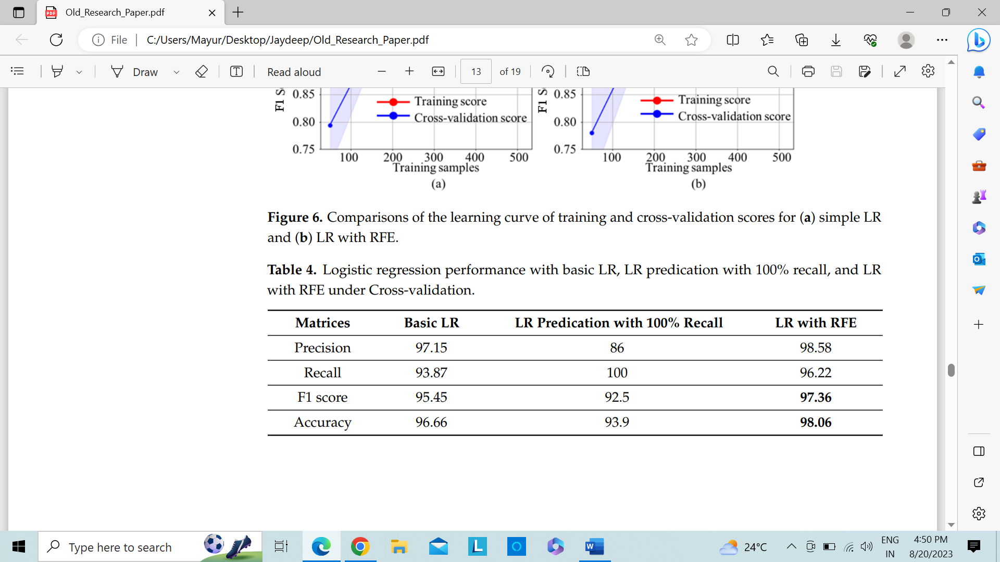 Old_Research_Paper.pdf
File
C:/Users/Mayur/Desktop/Jaydeep/Old_Research_Paper.pdf
Draw
Read aloud
13 of 19
F1 S
0.85
0.80
0.75
Training score
Cross-validation score
100 200 300 400 500
Training samples
(a)
F1 S
0.85
0.80
0.75
Training score
Cross-validation score
100 200 300 400 500
Training samples
(b)
Figure 6. Comparisons of the learning curve of training and cross-validation scores for (a) simple LR
and (b) LR with RFE.
Table 4. Logistic regression performance with basic LR, LR predication with 100% recall, and LR
with RFE under Cross-validation.
Matrices Basic LR LR Predication with 100% Recall LR with RFE
Precision 97.15 86 98.58
Recall 93.87 100 96.22
F1 score 95.45 92.5 97.36
Accuracy 96.66 93.9 98.06
Type here to search
24°C
ENG
IN
4:50 PM
8/20/2023